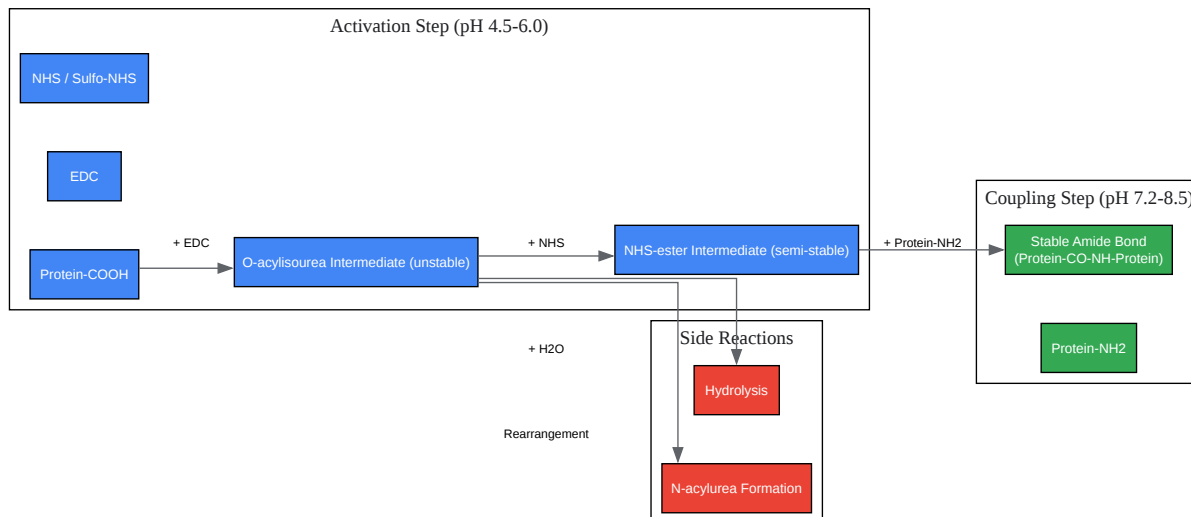 Activation Step (pH 4.5-6.0)
NHS / Sulfo-NHS
EDC
Protein-COOH
+ EDC
O-acylisourea Intermediate (unstable)
+ NHS
NHS-ester Intermediate (semi-stable)
+ Protein-NH2
Coupling Step (pH 7.2-8.5)
Stable Amide Bond
(Protein-CO-NH-Protein)
Protein-NH2
Side Reactions
+ H2O
Hydrolysis
Rearrangement
N-acylurea Formation